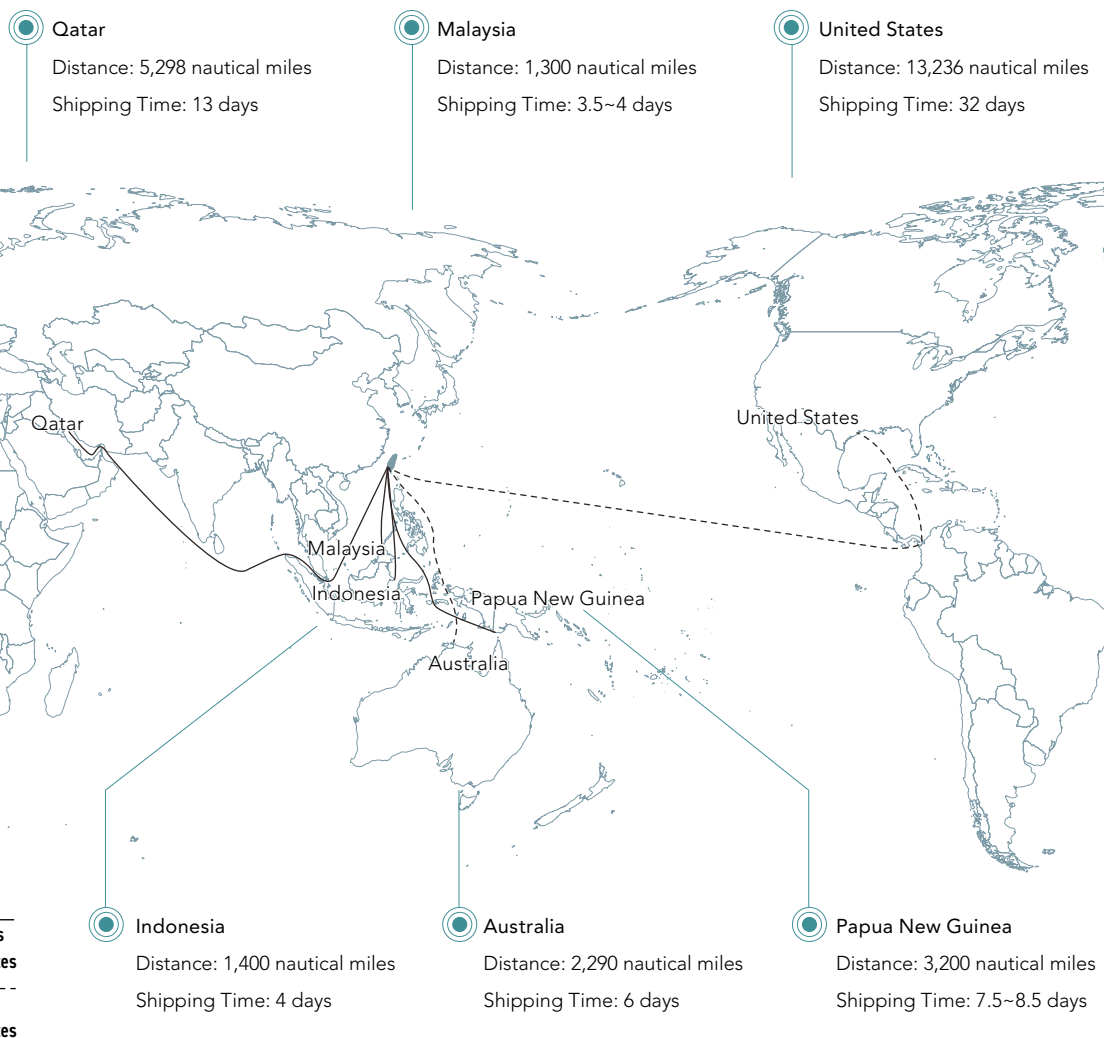 Qatar
Distance: 5,298 nautical miles
Shipping Time: 13 days
Malaysia
Distance: 1,300 nautical miles
Shipping Time: 3.5~4 days
United States
Distance: 13,236 nautical miles
Shipping Time: 32 days
Qatar
United States
Malaysia
Indonesia
Papua New Guinea
Australia
Indonesia
Distance: 1,400 nautical miles
Shipping Time: 4 days
Australia
Distance: 2,290 nautical miles
Shipping Time: 6 days
Papua New Guinea
Distance: 3,200 nautical miles
Shipping Time: 7.5~8.5 days